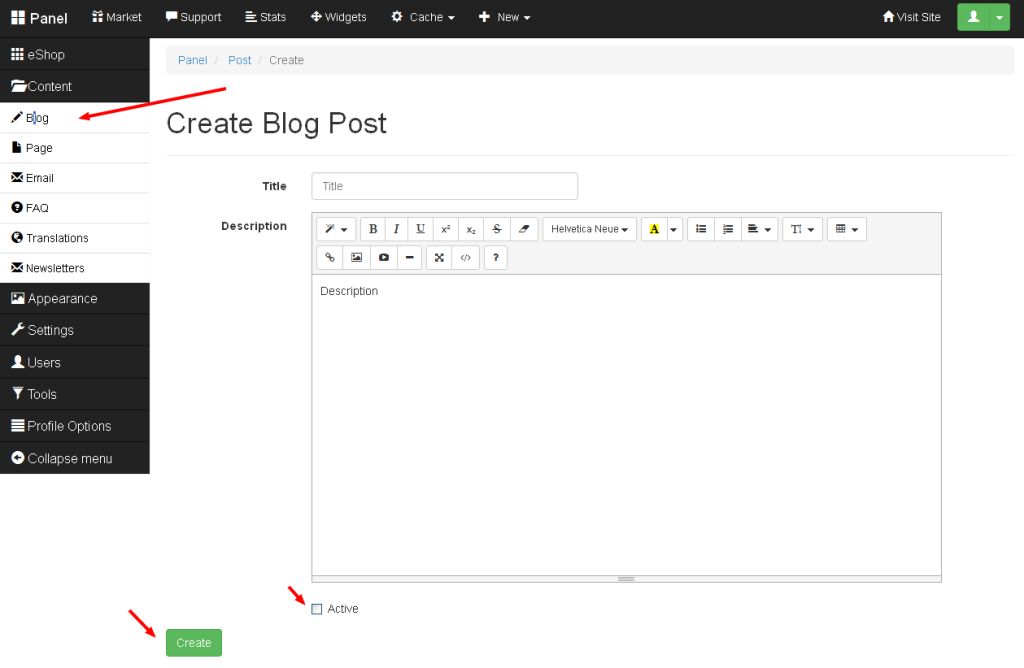 Panel Market Support Stats Widgets Cache New Visit Site
eShop
Content
Blog
Page
Email
FAQ
Translations
Newsletters
Appearance
Settings
Users
Tools
Profile Options
Collapse menu
Panel / Post / Create
Create Blog Post
Title Title
Description
B I U x² x₂ S Helvetica Neue A TI
</> ?
Description
Active
Create